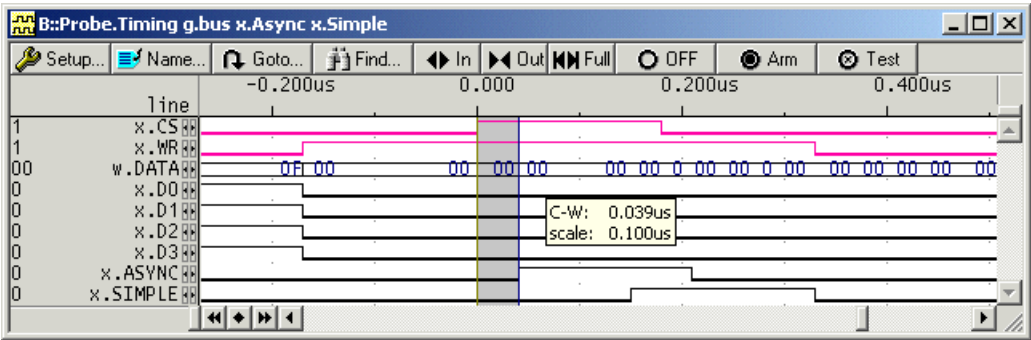 B::Probe.Timing g.bus x.Async x.Simple
Setup... Name... Goto... Find... In Out Full OFF Arm Test
-0.200us 0.000 0.200us 0.400us
line
1 x.CS
1 x.WR
00 w.DATA 0F 00 00 00 00 00 00 0 00 00 0 00 00 00 00 00 00
0 x.D0
0 x.D1
0 x.D2
C-W: 0.039us
0 x.D3
scale: 0.100us
0 x.ASYNC
0 x.SIMPLE